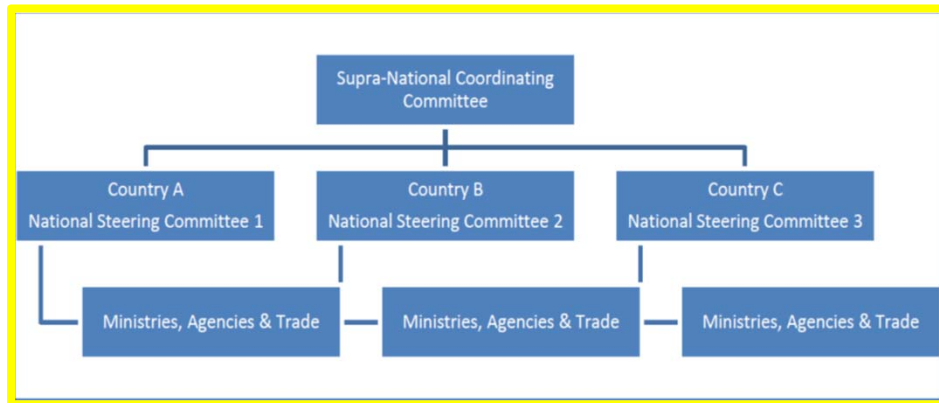 Supra-National Coordinating
Committee
Country A
National Steering Committee 1
Country B
National Steering Committee 2
Country C
National Steering Committee 3
Ministries, Agencies & Trade
Ministries, Agencies & Trade
Ministries, Agencies & Trade